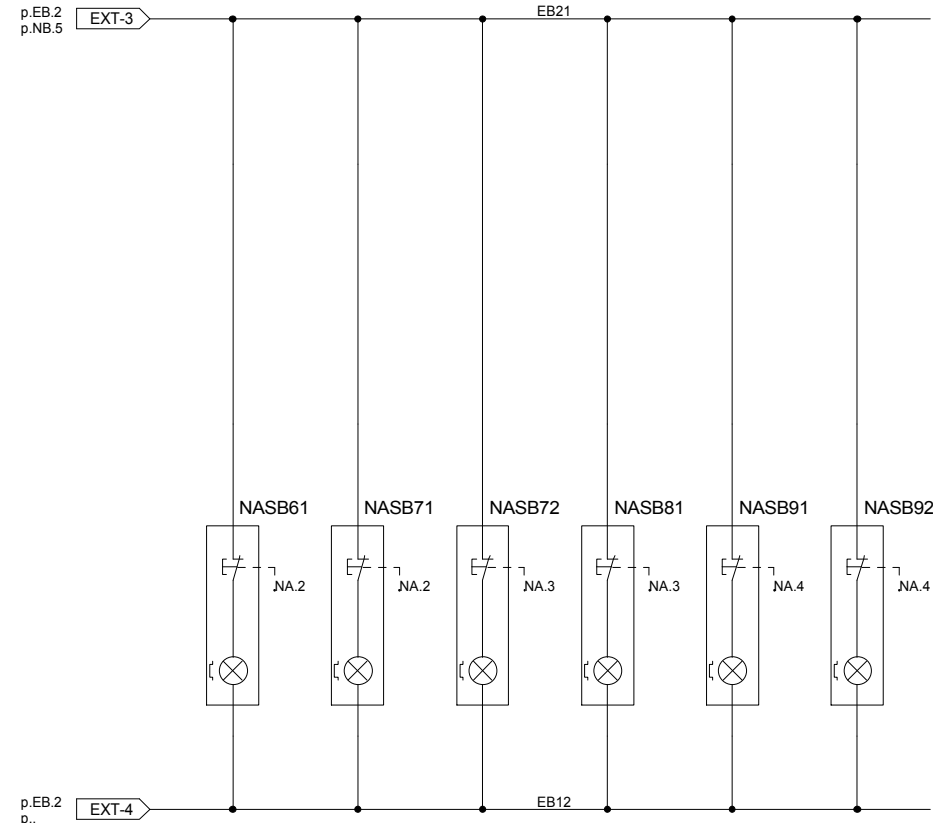 p.EB.2
p.NB.5
EXT-3
EB21
NASB61 NASB71 NASB72 NASB81 NASB91 NASB92
NA.2 NA.2 NA.3 NA.3 NA.4 NA.4
p.EB.2
p..
EXT-4
EB12